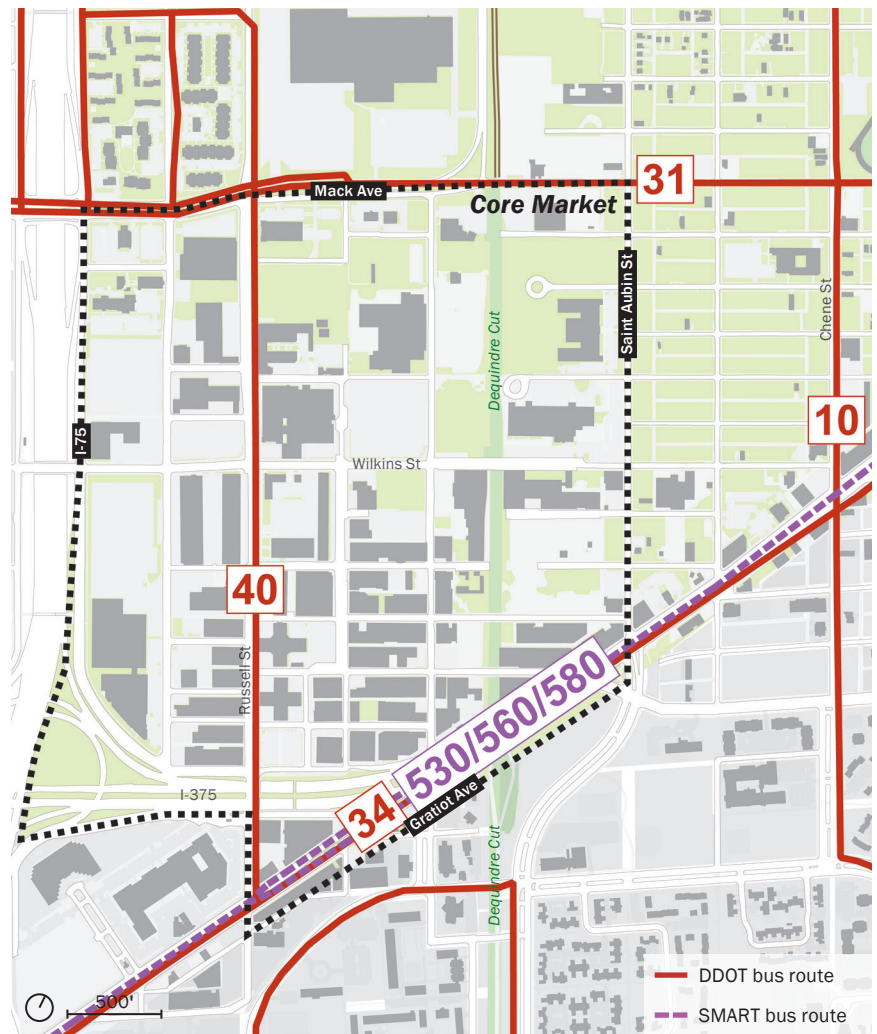 31
Mack Ave
Core Market
Saint Aubin St
Chene St
Dequindre Cut
10
I-75
Wilkins St
40
Russell St
530/560/580
I-375
34
Gratiot Ave
Dequindre Cut
500'
DDOT bus route
SMART bus route